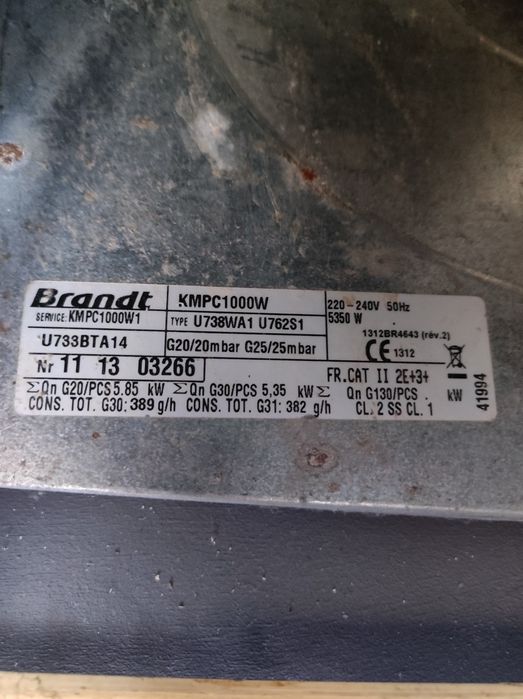 Brandt
KMPC1000W
220-240V 50Hz
5350 W
SERVICE: KMPC1000W1
TYPE U738WA1 U762S1
1312BR4643 (rév.2)
U733BTA14
G20/20mbar G25/25mbar
CE 1312
Nr 11 13 03266
FR.CAT II 2E+3+
ΣQn G20/PCS 5.85 kW ΣQn G30/PCS 5,35 kW Σ Qn G130/PCS kW
CONS. TOT. G30: 389 g/h CONS. TOT. G31: 382 g/h CL. 2 SS CL. 1
41994